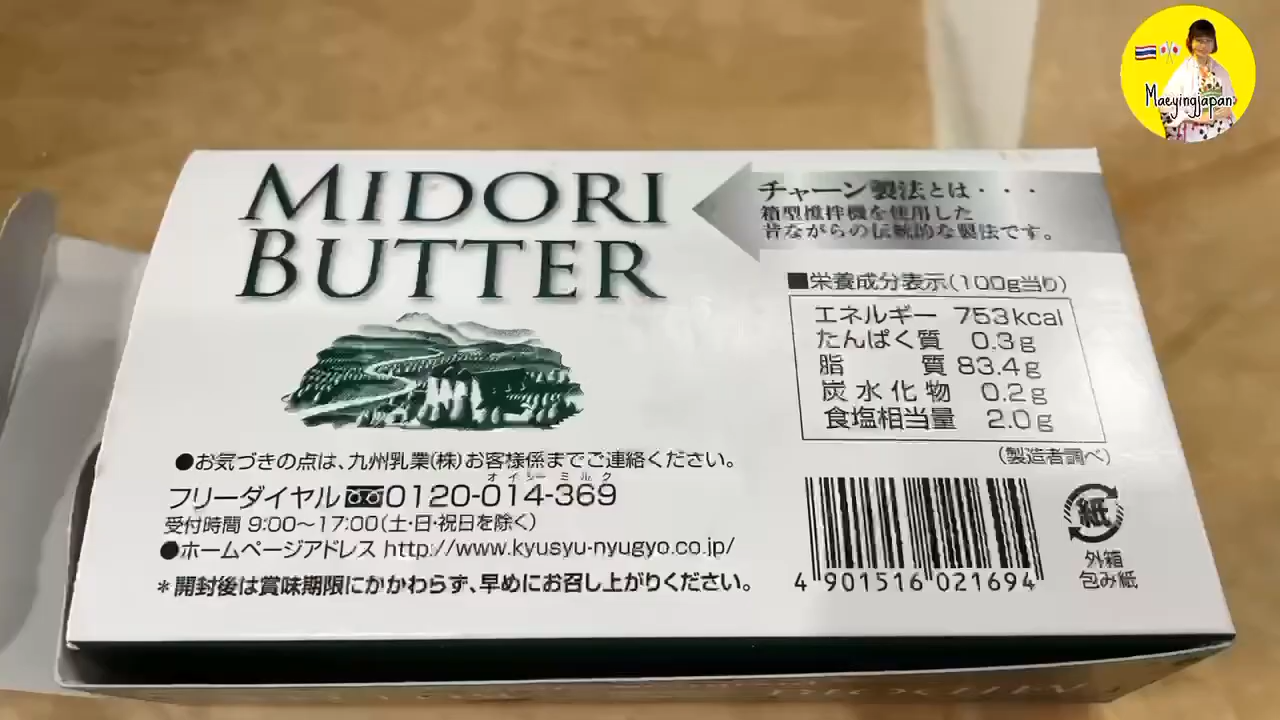 Maeyingjapan
MIDORI
BUTTER
チャーン製法とは・・・
箱型撹拌機を使用した
昔ながらの伝統的な製法です。
■栄養成分表示(100g当り)
エネルギー 753kcal
たんぱく質 0.3g
脂質 83.4g
炭水化物 0.2g
食塩相当量 2.0g
(製造者調べ)
●お気づきの点は、九州乳業(株)お客様係までご連絡ください。
オイシー ミルク
フリーダイヤル 0120-014-369
受付時間 9:00〜17:00(土・日・祝日を除く)
●ホームページアドレス http://www.kyusyu-nyugyo.co.jp/
*開封後は賞味期限にかかわらず、早めにお召し上がりください。
4 901516 021694
紙
外箱
包み紙